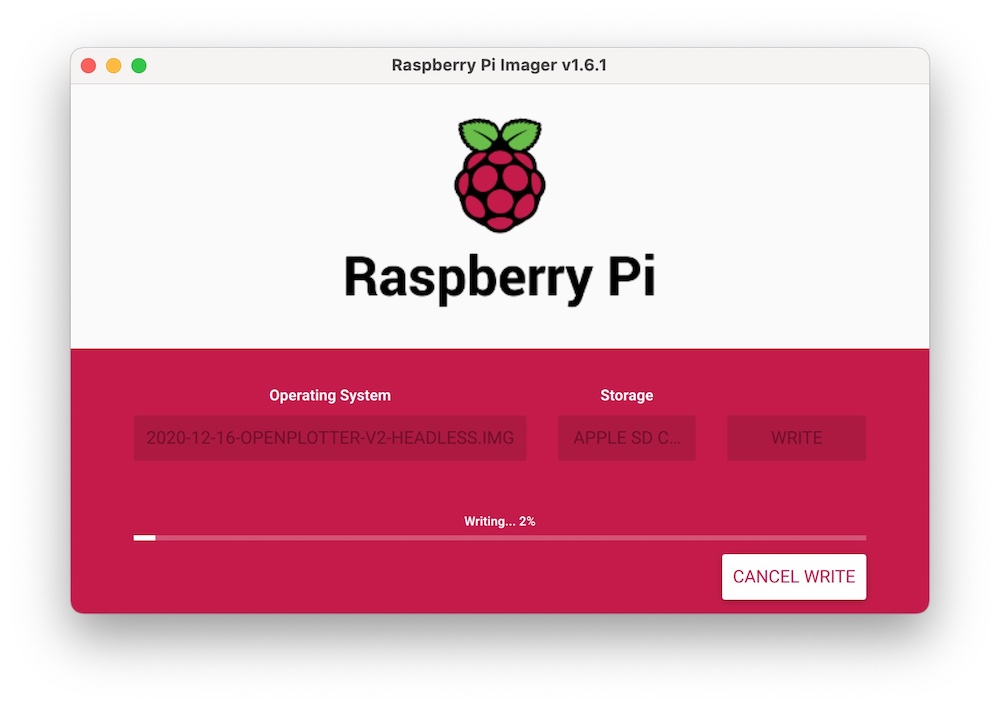 Raspberry Pi Imager v1.6.1
Raspberry Pi
Operating System
Storage
2020-12-16-OPENPLOTTER-V2-HEADLESS.IMG
APPLE SD C...
WRITE
Writing... 2%
CANCEL WRITE